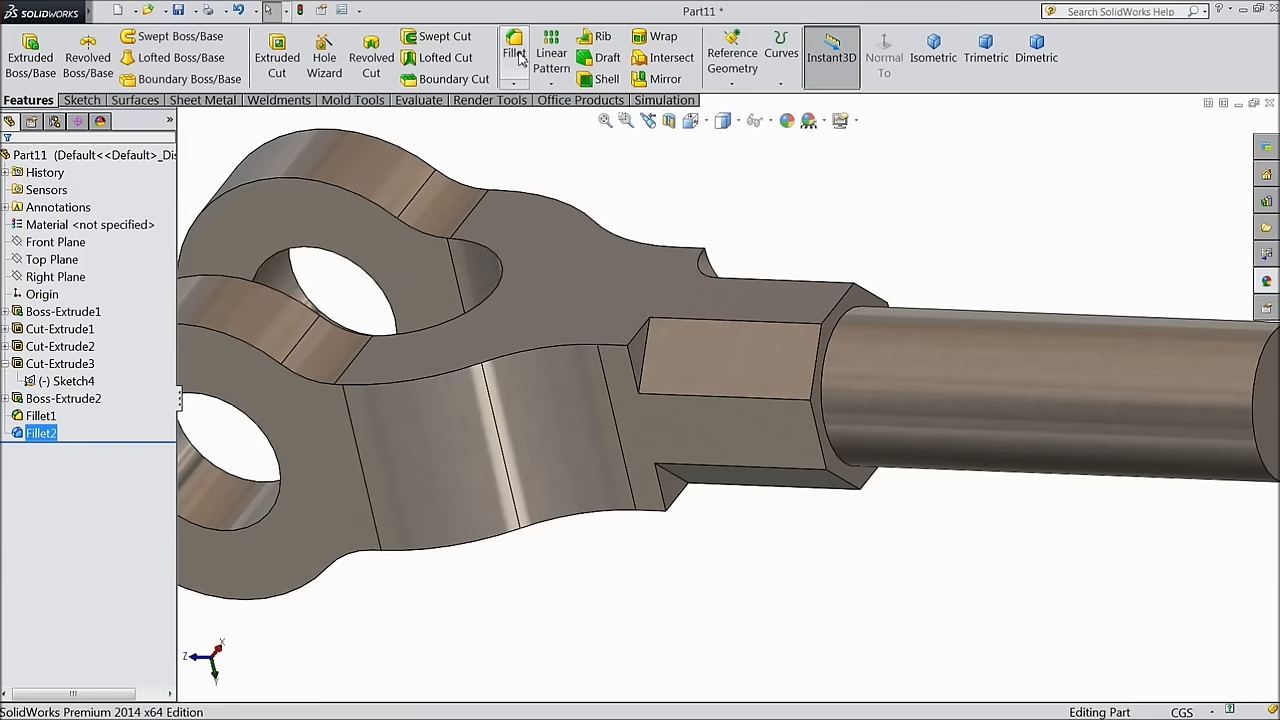 SOLIDWORKS
Part11 *
Search SolidWorks Help
Extruded Boss/Base
Revolved Boss/Base
Swept Boss/Base
Lofted Boss/Base
Boundary Boss/Base
Extruded Cut
Hole Wizard
Revolved Cut
Swept Cut
Lofted Cut
Boundary Cut
Fillet
Linear Pattern
Rib
Draft
Shell
Wrap
Intersect
Mirror
Reference Geometry
Curves
Instant3D
Normal To
Isometric
Trimetric
Dimetric
Features Sketch Surfaces Sheet Metal Weldments Mold Tools Evaluate Render Tools Office Products Simulation
Part11 (Default<<Default>_Dis
History
Sensors
Annotations
Material <not specified>
Front Plane
Top Plane
Right Plane
Origin
Boss-Extrude1
Cut-Extrude1
Cut-Extrude2
Cut-Extrude3
(-) Sketch4
Boss-Extrude2
Fillet1
Fillet2
X
Z
Y
SolidWorks Premium 2014 x64 Edition
Editing Part
CGS